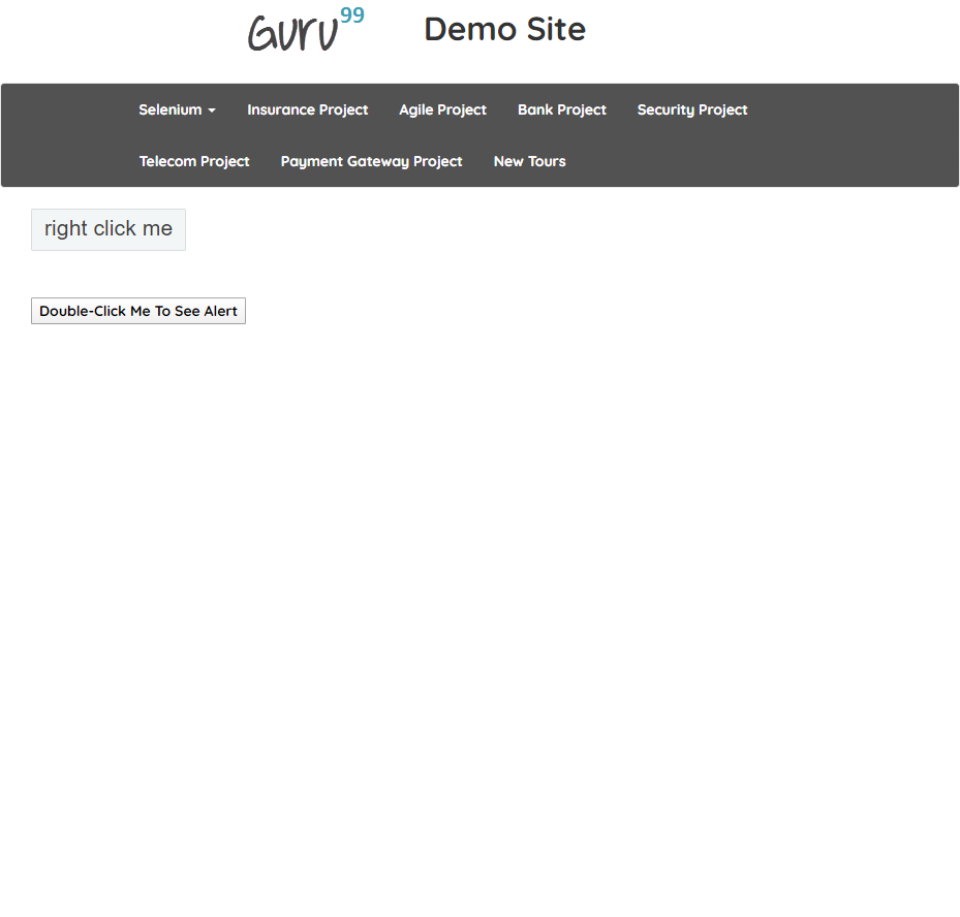 Guru99 Demo Site
Selenium Insurance Project Agile Project Bank Project Security Project
Telecom Project Payment Gateway Project New Tours
right click me
Double-Click Me To See Alert